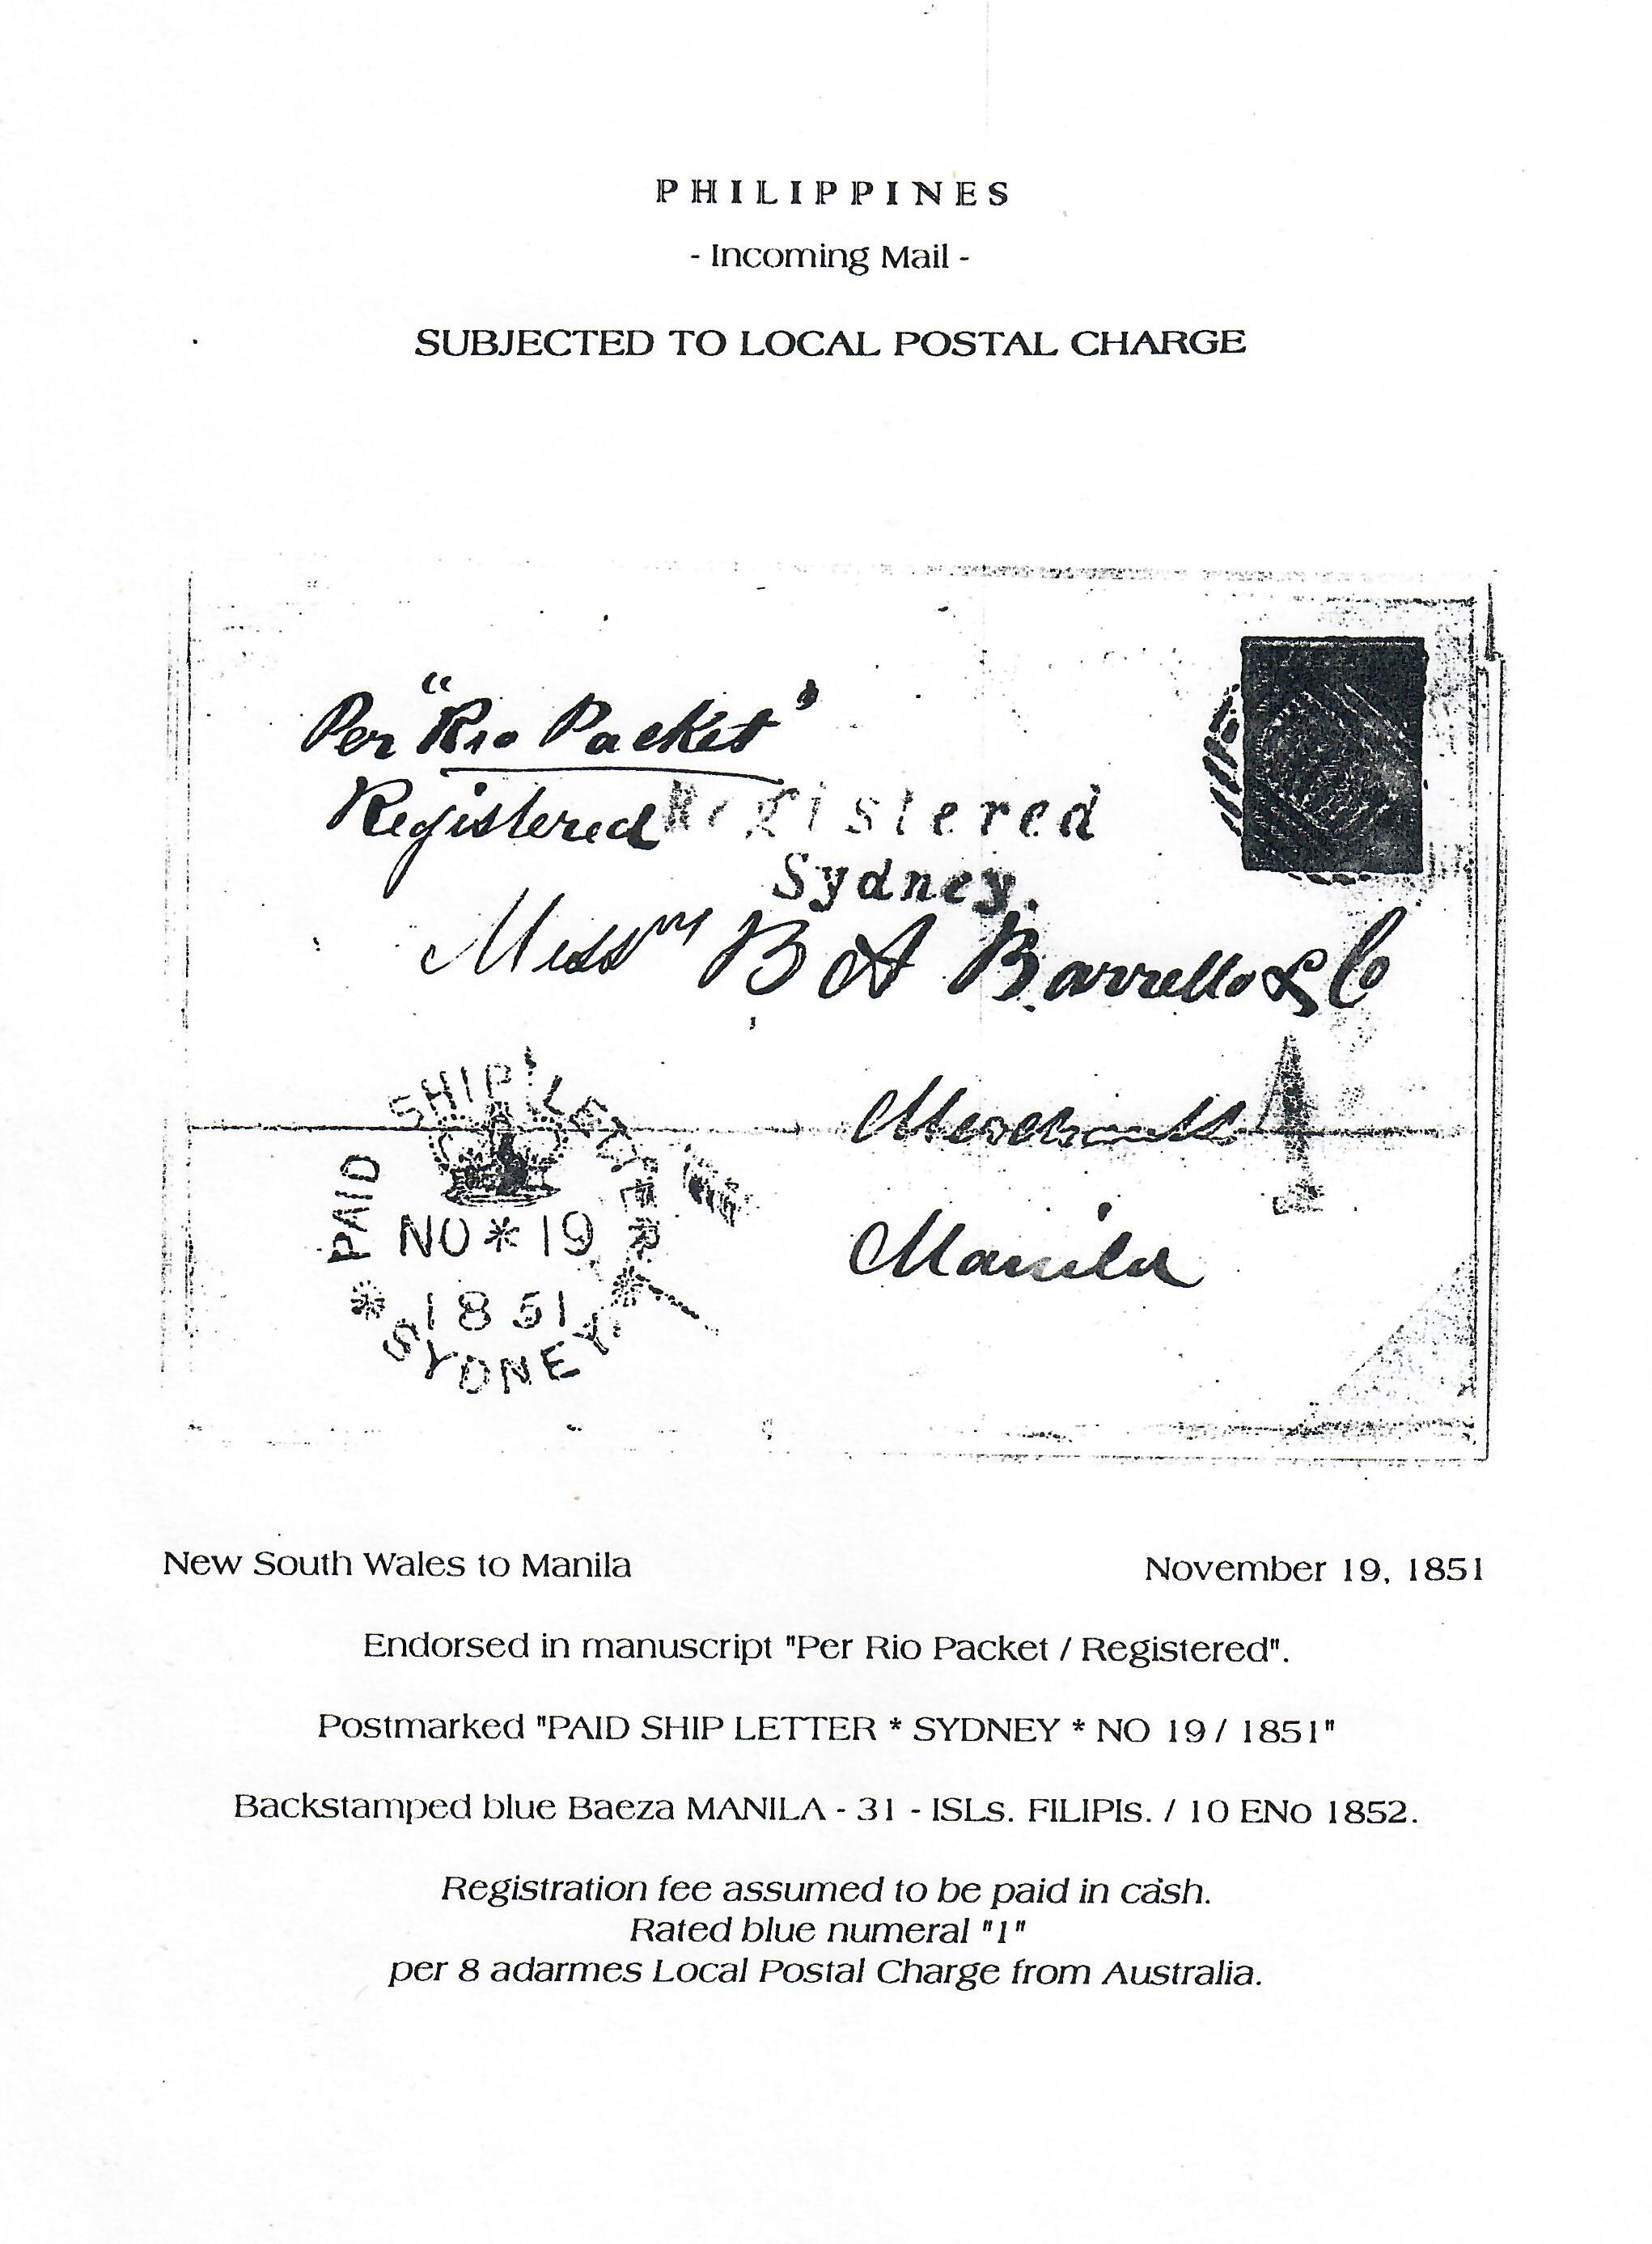 PHILIPPINES
- Incoming Mail -
SUBJECTED TO LOCAL POSTAL CHARGE
Per "Rio Packet"
Registered Registered
Sydney.
Messrs B A Barretto & Co
Merchants 1
Manila
PAID SHIP LETTER
NO * 19
1851
* SYDNEY *
New South Wales to Manila November 19, 1851
Endorsed in manuscript "Per Rio Packet / Registered".
Postmarked "PAID SHIP LETTER * SYDNEY * NO 19 / 1851"
Backstamped blue Baeza MANILA - 31 - ISLs. FILIPIs. / 10 ENo 1852.
Registration fee assumed to be paid in cash.
Rated blue numeral "1"
per 8 adarmes Local Postal Charge from Australia.